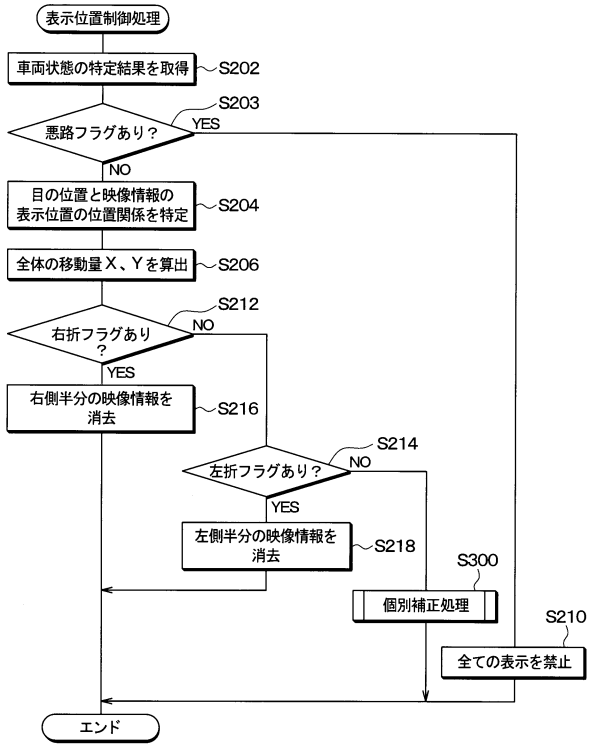 表示位置制御処理
車両状態の特定結果を取得
S202
S203
悪路フラグあり?
YES
NO
目の位置と映像情報の
表示位置の位置関係を特定
S204
全体の移動量X、Yを算出
S206
S212
右折フラグあり
?
NO
YES
右側半分の映像情報を
消去
S216
S214
左折フラグあり?
NO
YES
左側半分の映像情報を
消去
S218
S300
個別補正処理
S210
全ての表示を禁止
エンド